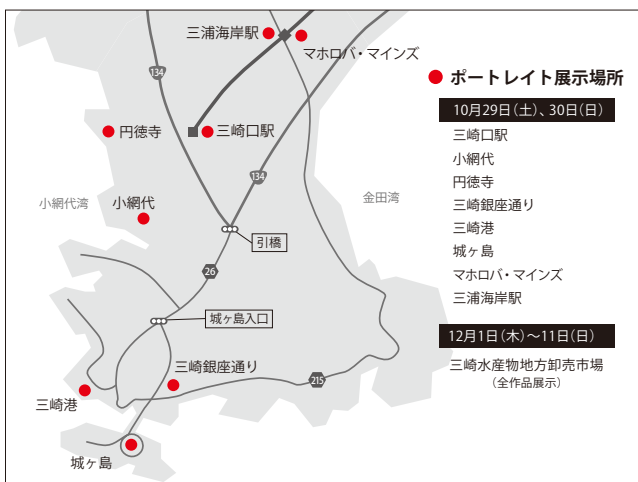 三浦海岸駅
マホロバ・マインズ
134
円徳寺
三崎口駅
134
小網代湾
小網代
金田湾
引橋
26
城ヶ島入口
三崎銀座通り
215
三崎港
城ヶ島
ポートレイト展示場所
10月29日(土)、30日(日)
三崎口駅
小網代
円徳寺
三崎銀座通り
三崎港
城ヶ島
マホロバ・マインズ
三浦海岸駅
12月1日(木)〜11日(日)
三崎水産物地方卸売市場
(全作品展示)